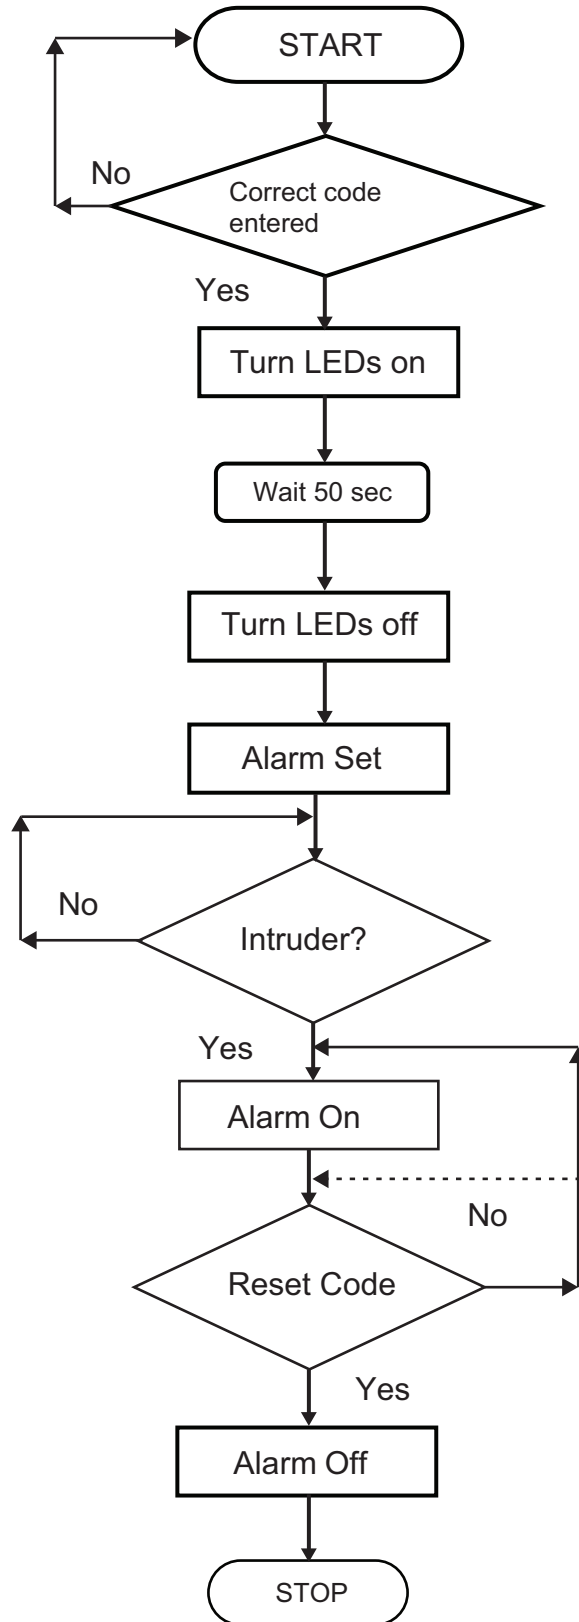 START
No
Correct code
entered
Yes
Turn LEDs on
Wait 50 sec
Turn LEDs off
Alarm Set
No
Intruder?
Yes
Alarm On
No
Reset Code
Yes
Alarm Off
STOP